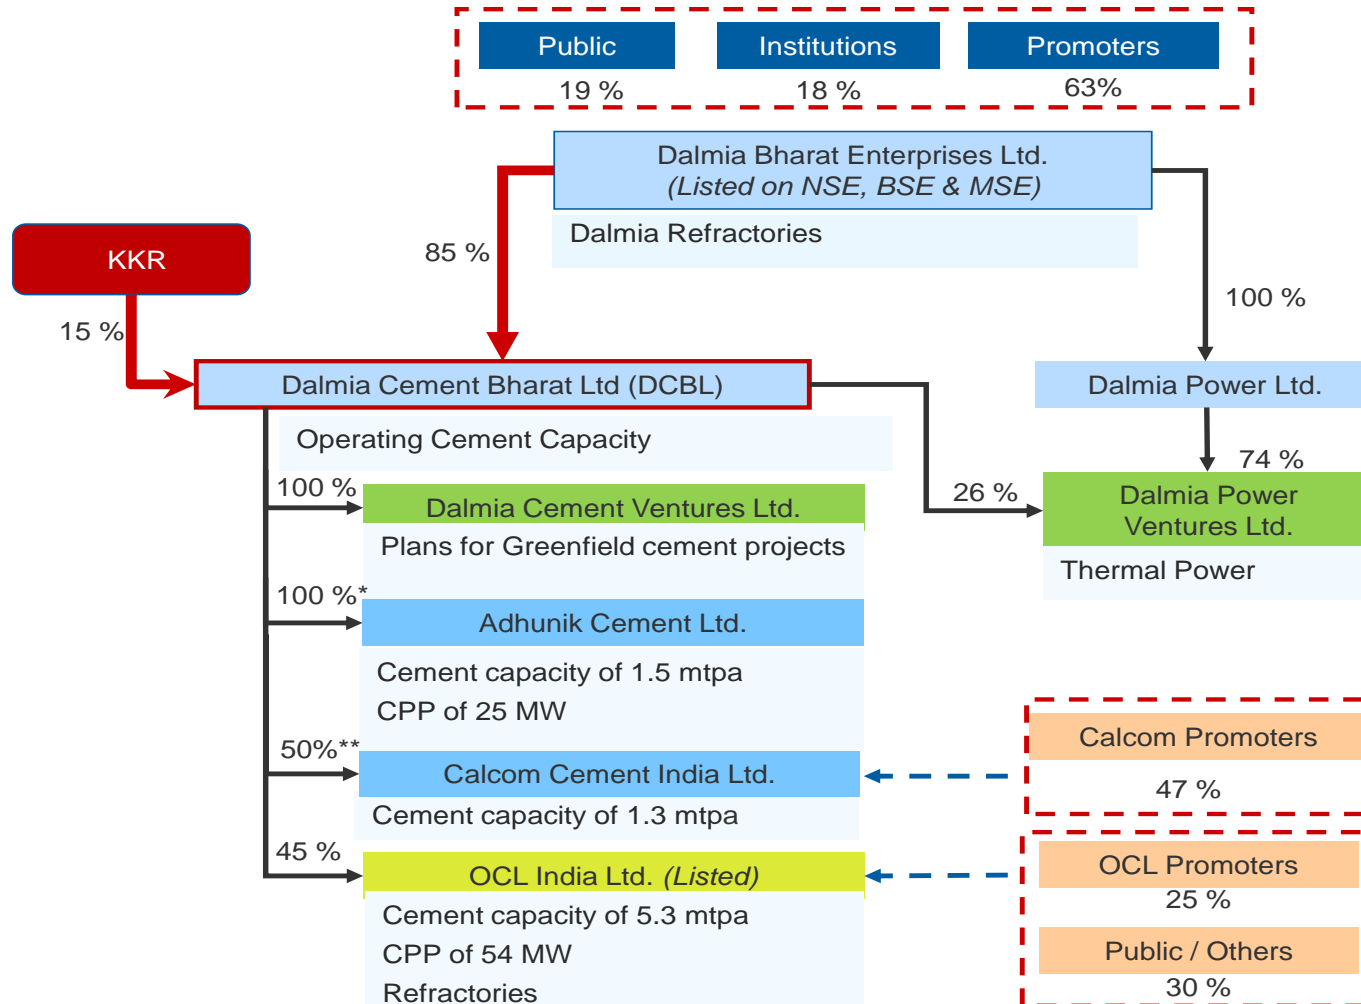 Public
Institutions
Promoters
19 %
18 %
63%
Dalmia Bharat Enterprises Ltd.
(Listed on NSE, BSE & MSE)
Dalmia Refractories
KKR
85 %
15 %
100 %
Dalmia Cement Bharat Ltd (DCBL)
Dalmia Power Ltd.
Operating Cement Capacity
74 %
100 %
26 %
Dalmia Cement Ventures Ltd.
Dalmia Power
Ventures Ltd.
Plans for Greenfield cement projects
Thermal Power
100 %*
Adhunik Cement Ltd.
Cement capacity of 1.5 mtpa
CPP of 25 MW
50%**
Calcom Cement India Ltd.
Calcom Promoters
47 %
Cement capacity of 1.3 mtpa
45 %
OCL India Ltd. (Listed)
OCL Promoters
25 %
Cement capacity of 5.3 mtpa
CPP of 54 MW
Public / Others
Refractories
30 %